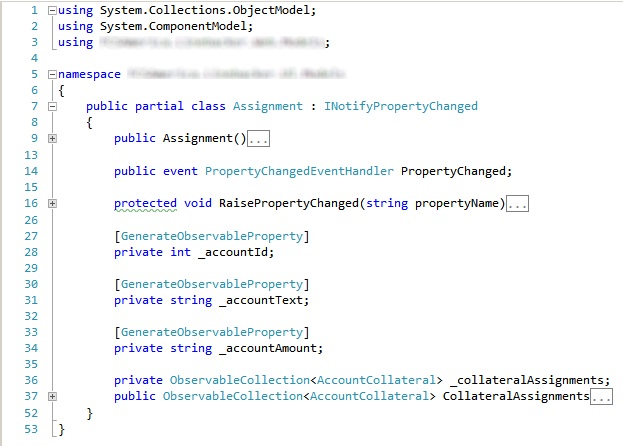 1 using System.Collections.ObjectModel;
2 using System.ComponentModel;
3 using ;
4
5 namespace
6 {
7 public partial class Assignment : INotifyPropertyChanged
8 {
9 public Assignment()...
13
14 public event PropertyChangedEventHandler PropertyChanged;
15
16 protected void RaisePropertyChanged(string propertyName)...
26
27 [GenerateObservableProperty]
28 private int _accountId;
29
30 [GenerateObservableProperty]
31 private string _accountText;
32
33 [GenerateObservableProperty]
34 private string _accountAmount;
35
36 private ObservableCollection<AccountCollateral> _collateralAssignments;
37 public ObservableCollection<AccountCollateral> CollateralAssignments...
52 }
53 }